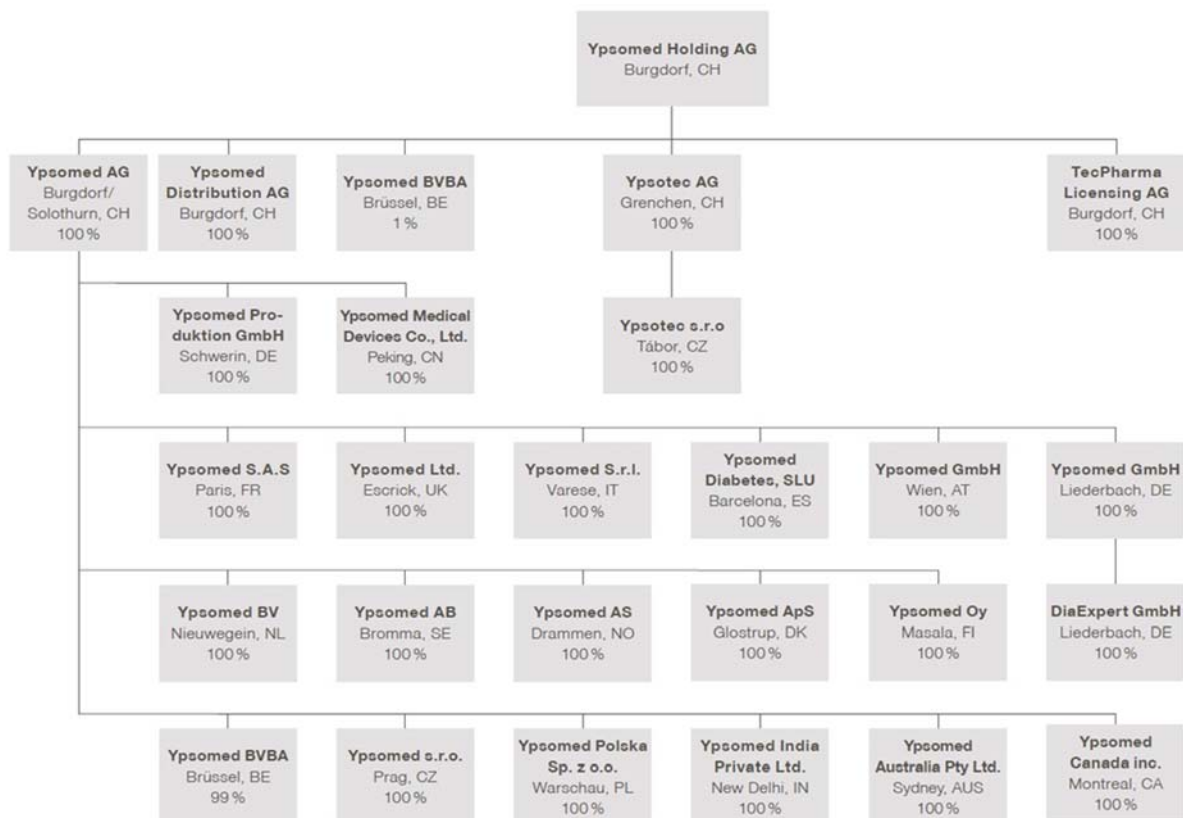 Ypsomed Holding AG
Burgdorf, CH
Ypsomed AG
Burgdorf/
Solothurn, CH
100 %
Ypsomed
Distribution AG
Burgdorf, CH
100 %
Ypsomed BVBA
Brüssel, BE
1 %
Ypsotec AG
Grenchen, CH
100 %
TecPharma
Licensing AG
Burgdorf, CH
100 %
Ypsomed Pro-
duktion GmbH
Schwerin, DE
100 %
Ypsomed Medical
Devices Co., Ltd.
Peking, CN
100 %
Ypsotec s.r.o
Tábor, CZ
100 %
Ypsomed S.A.S
Paris, FR
100 %
Ypsomed Ltd.
Escrick, UK
100 %
Ypsomed S.r.l.
Varese, IT
100 %
Ypsomed
Diabetes, SLU
Barcelona, ES
100 %
Ypsomed GmbH
Wien, AT
100 %
Ypsomed GmbH
Liederbach, DE
100 %
Ypsomed BV
Nieuwegein, NL
100 %
Ypsomed AB
Bromma, SE
100 %
Ypsomed AS
Drammen, NO
100 %
Ypsomed ApS
Glostrup, DK
100 %
Ypsomed Oy
Masala, FI
100 %
DiaExpert GmbH
Liederbach, DE
100 %
Ypsomed BVBA
Brüssel, BE
99 %
Ypsomed s.r.o.
Prag, CZ
100 %
Ypsomed Polska
Sp. z o.o.
Warschau, PL
100 %
Ypsomed India
Private Ltd.
New Delhi, IN
100 %
Ypsomed
Australia Pty Ltd.
Sydney, AUS
100 %
Ypsomed
Canada inc.
Montreal, CA
100 %